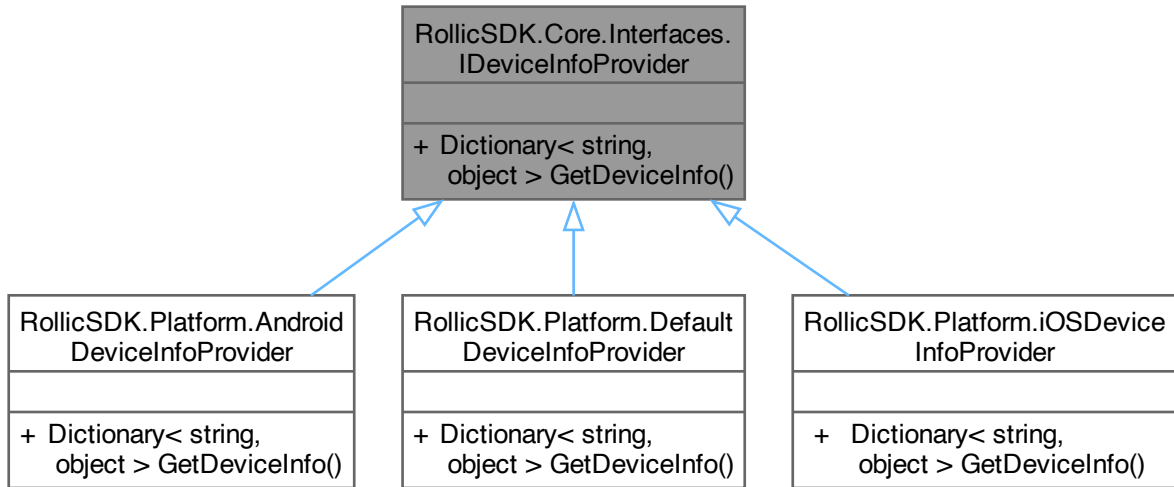 RollicSDK.Core.Interfaces.
IDeviceInfoProvider
+ Dictionary< string,
object > GetDeviceInfo()
RollicSDK.Platform.Android
DeviceInfoProvider
+ Dictionary< string,
object > GetDeviceInfo()
RollicSDK.Platform.Default
DeviceInfoProvider
+ Dictionary< string,
object > GetDeviceInfo()
RollicSDK.Platform.iOSDevice
InfoProvider
+ Dictionary< string,
object > GetDeviceInfo()